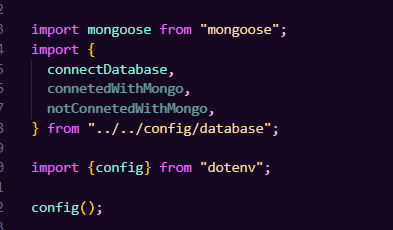 import mongoose from "mongoose";
import {
connectDatabase,
connetedWithMongo,
notConnetedWithMongo,
} from "../../config/database";
import {config} from "dotenv";
config();